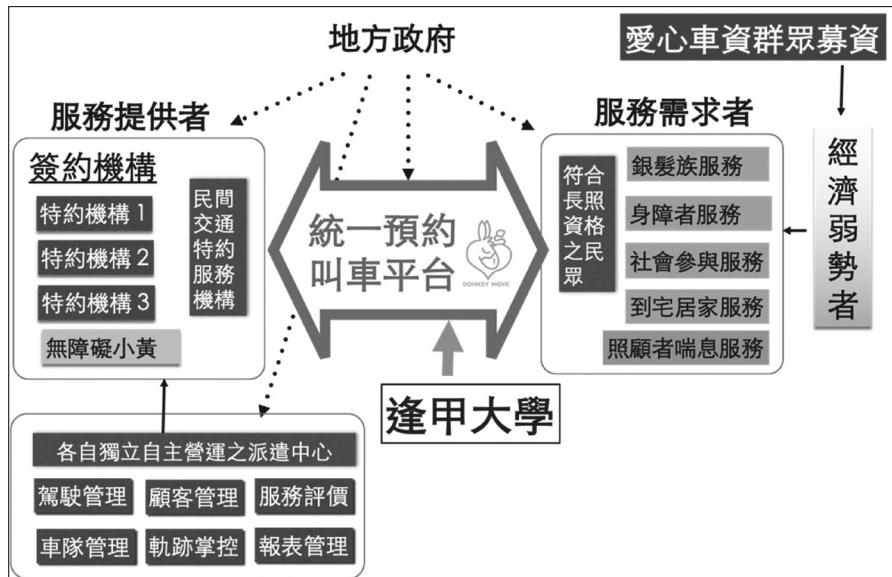 地方政府
愛心車資群眾募資
服務提供者
服務需求者
簽約機構
特約機構 1
特約機構 2
特約機構 3
無障礙小黃
民間
交通
特約
服務
機構
統一預約
叫車平台
DONKEY MOVE
符合
長照
資格
之民
眾
銀髮族服務
身障者服務
社會參與服務
到宅居家服務
照顧者喘息服務
經濟弱勢者
逢甲大學
各自獨立自主營運之派遣中心
駕駛管理
顧客管理
服務評價
車隊管理
軌跡掌控
報表管理